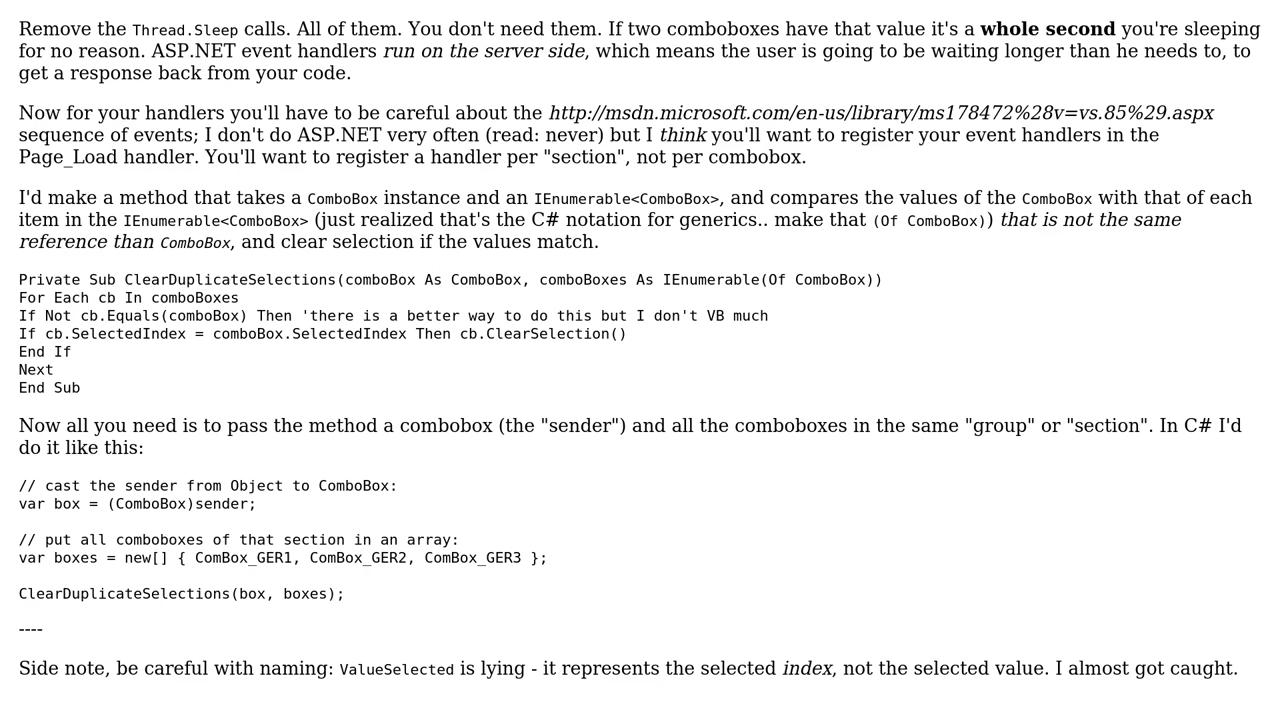 Remove the Thread.Sleep calls. All of them. You don't need them. If two comboboxes have that value it's a whole second you're sleeping
for no reason. ASP.NET event handlers run on the server side, which means the user is going to be waiting longer than he needs to, to
get a response back from your code.
Now for your handlers you'll have to be careful about the http://msdn.microsoft.com/en-us/library/ms178472%28v=vs.85%29.aspx
sequence of events; I don't do ASP.NET very often (read: never) but I think you'll want to register your event handlers in the
Page_Load handler. You'll want to register a handler per "section", not per combobox.
I'd make a method that takes a ComboBox instance and an IEnumerable<ComboBox>, and compares the values of the ComboBox with that of each
item in the IEnumerable<ComboBox> (just realized that's the C# notation for generics.. make that (Of ComboBox)) that is not the same
reference than ComboBox, and clear selection if the values match.
Private Sub ClearDuplicateSelections(comboBox As ComboBox, comboBoxes As IEnumerable(Of ComboBox))
For Each cb In comboBoxes
If Not cb.Equals(comboBox) Then 'there is a better way to do this but I don't VB much
If cb.SelectedIndex = comboBox.SelectedIndex Then cb.ClearSelection()
End If
Next
End Sub
Now all you need is to pass the method a combobox (the "sender") and all the comboboxes in the same "group" or "section". In C# I'd
do it like this:
// cast the sender from Object to ComboBox:
var box = (ComboBox)sender;
// put all comboboxes of that section in an array:
var boxes = new[] { ComBox_GER1, ComBox_GER2, ComBox_GER3 };
ClearDuplicateSelections(box, boxes);
----
Side note, be careful with naming: ValueSelected is lying - it represents the selected index, not the selected value. I almost got caught.